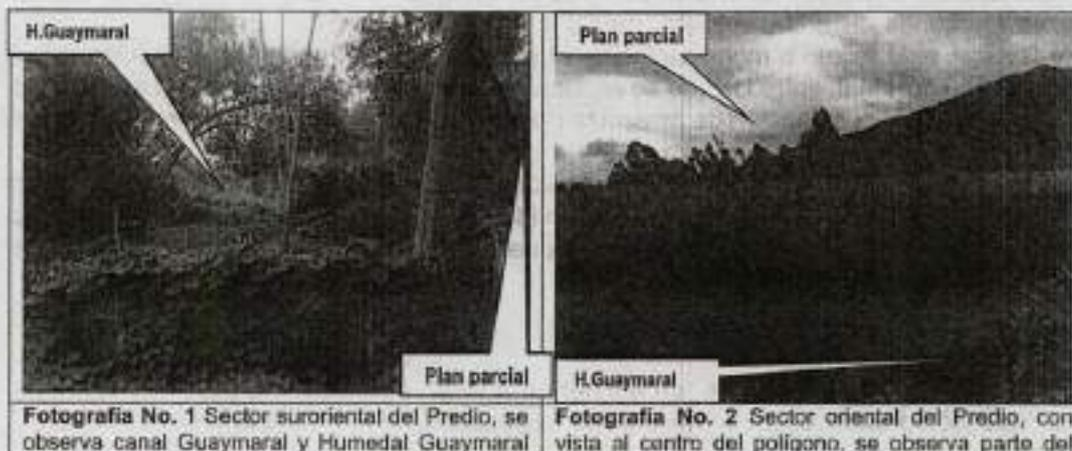 H.Guaymaral
Plan parcial
Plan parcial
H.Guaymaral
Fotografía No. 1 Sector suroriental del Predio, se
observa canal Guaymaral y Humedal Guaymaral
Fotografía No. 2 Sector oriental del Predio, con
vista al centro del polígono, se observa parte del